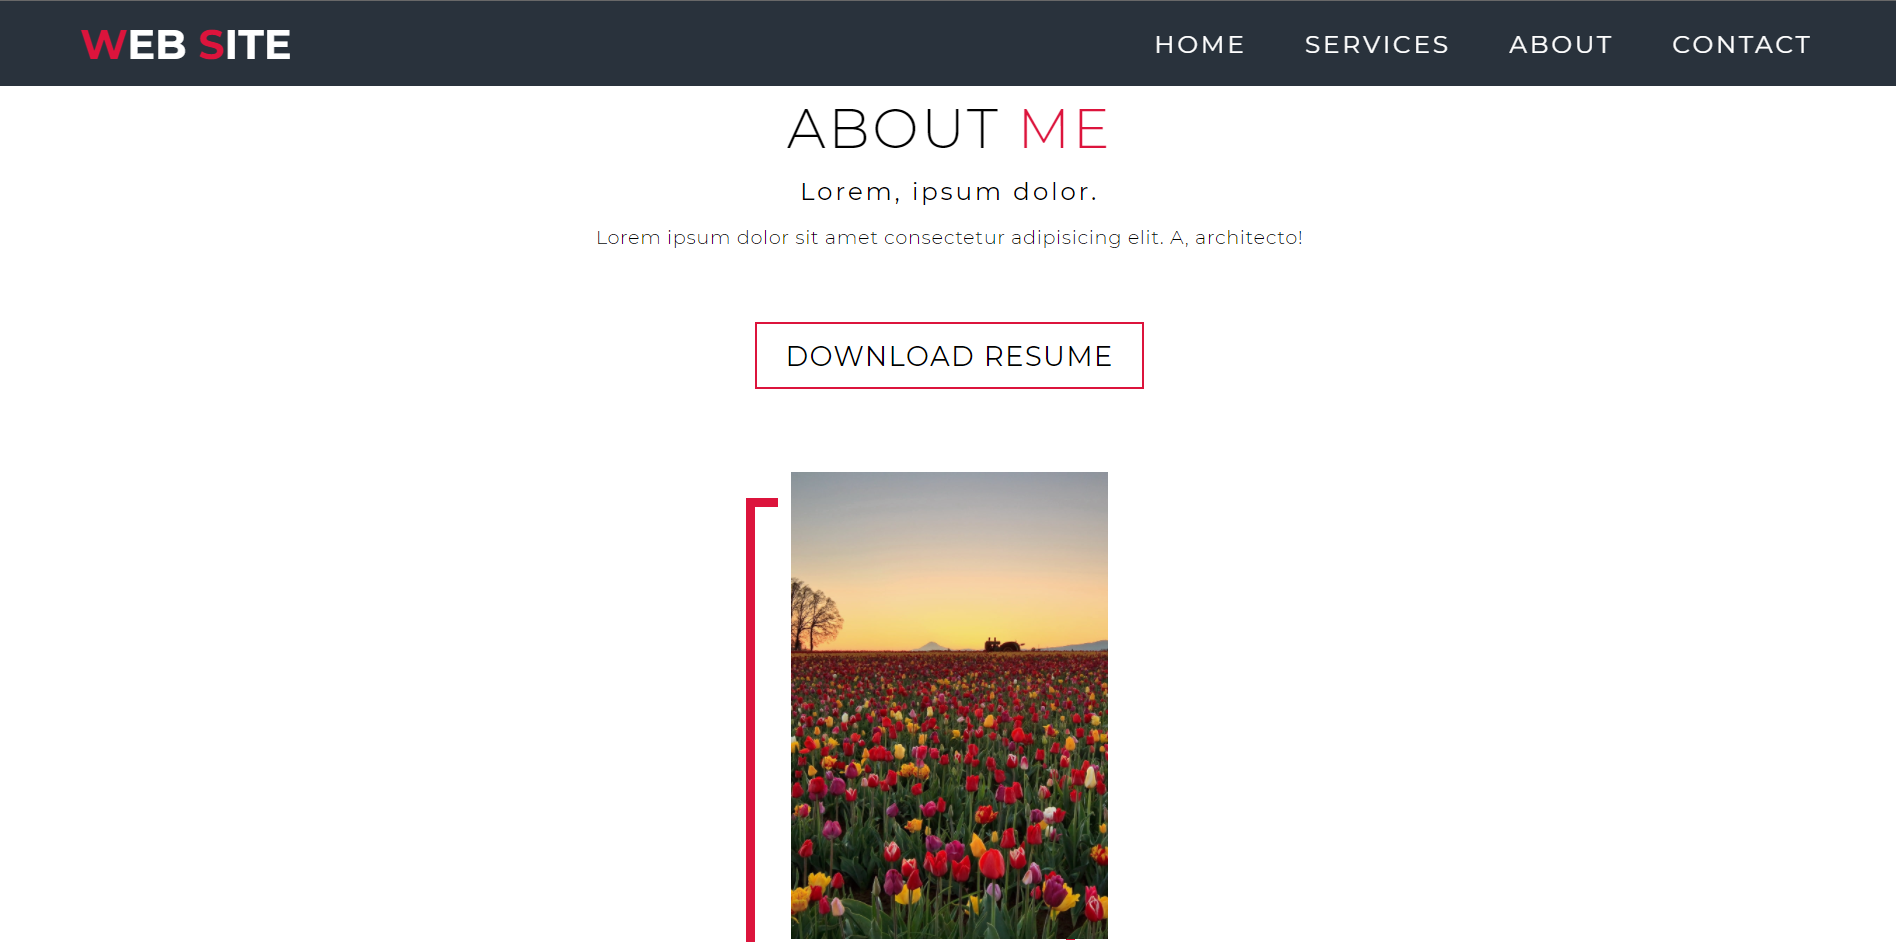 WEB SITE
HOME SERVICES ABOUT CONTACT
ABOUT ME
Lorem, ipsum dolor.
Lorem ipsum dolor sit amet consectetur adipisicing elit. A, architecto!
DOWNLOAD RESUME